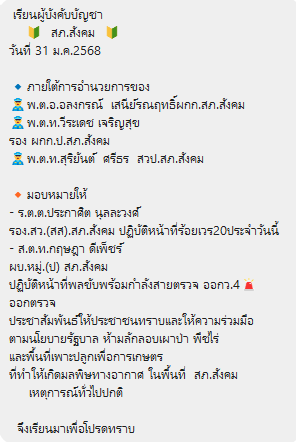 เรียนผู้บังคับบัญชา
🔰 สภ.สังคม 🔰
วันที่ 31 ม.ค.2568
🔹ภายใต้การอำนวยการของ
👮พ.ต.อ.อลงกรณ์ เสนีย์รณฤทธิ์ผกก.สภ.สังคม
👮พ.ต.ท.วีระเดช เจริญสุข
รอง ผกก.ป.สภ.สังคม
👮พ.ต.ท.สุริยันต์ ศรีธร สวป.สภ.สังคม
🔸มอบหมายให้
- ร.ต.ต.ประกาศิต นุลละวงศ์
รอง.สว.(สส).สภ.สังคม ปฏิบัติหน้าที่ร้อยเวร20ประจำวันนี้
- ส.ต.ท.กฤษฎา ดีเพ็ชร์
ผบ.หมู่.(ป) สภ.สังคม
ปฏิบัติหน้าที่พลขับพร้อมกำลังสายตรวจ ออกว.4 🚨
ออกตรวจ
ประชาสัมพันธ์ให้ประชาชนทราบและให้ความร่วมมือ
ตามนโยบายรัฐบาล ห้ามลักลอบเผาป่า พืชไร่
และพื้นที่เพาะปลูกเพื่อการเกษตร
ที่ทำให้เกิดมลพิษทางอากาศ ในพื้นที่ สภ.สังคม
เหตุการณ์ทั่วไปปกติ
จึงเรียนมาเพื่อโปรดทราบ